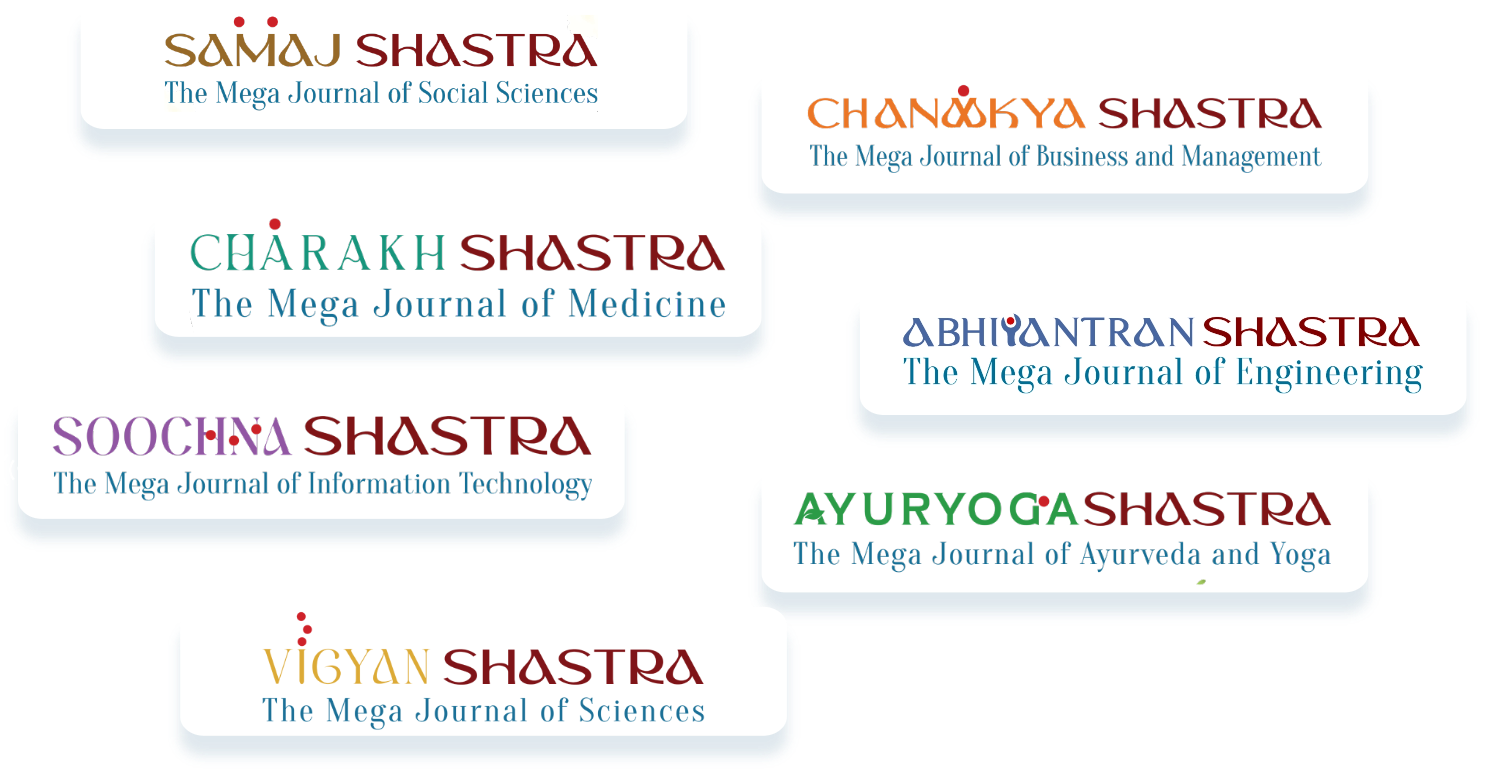 SAMAJ SHASTRA
The Mega Journal of Social Sciences
CHANAKYA SHASTRA
The Mega Journal of Business and Management
CHARAKH SHASTRA
The Mega Journal of Medicine
ABHIYANTRAN SHASTRA
The Mega Journal of Engineering
SOOCHNA SHASTRA
The Mega Journal of Information Technology
AYURYOGA SHASTRA
The Mega Journal of Ayurveda and Yoga
VIGYAN SHASTRA
The Mega Journal of Sciences